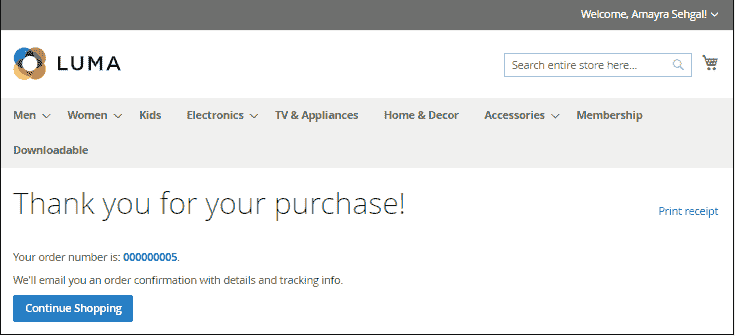 Welcome, Amayra Sehgal!
LUMA
Search entire store here...
Men Women Kids Electronics TV & Appliances Home & Decor Accessories Membership
Downloadable
Thank you for your purchase!
Print receipt
Your order number is: 000000005.
We'll email you an order confirmation with details and tracking info.
Continue Shopping